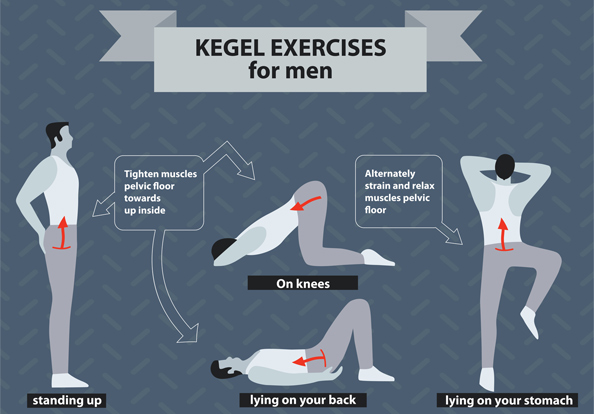 KEGEL EXERCISES
for men
Tighten muscles
pelvic floor
towards
up inside
Alternately
strain and relax
muscles pelvic
floor
On knees
standing up
lying on your back
lying on your stomach